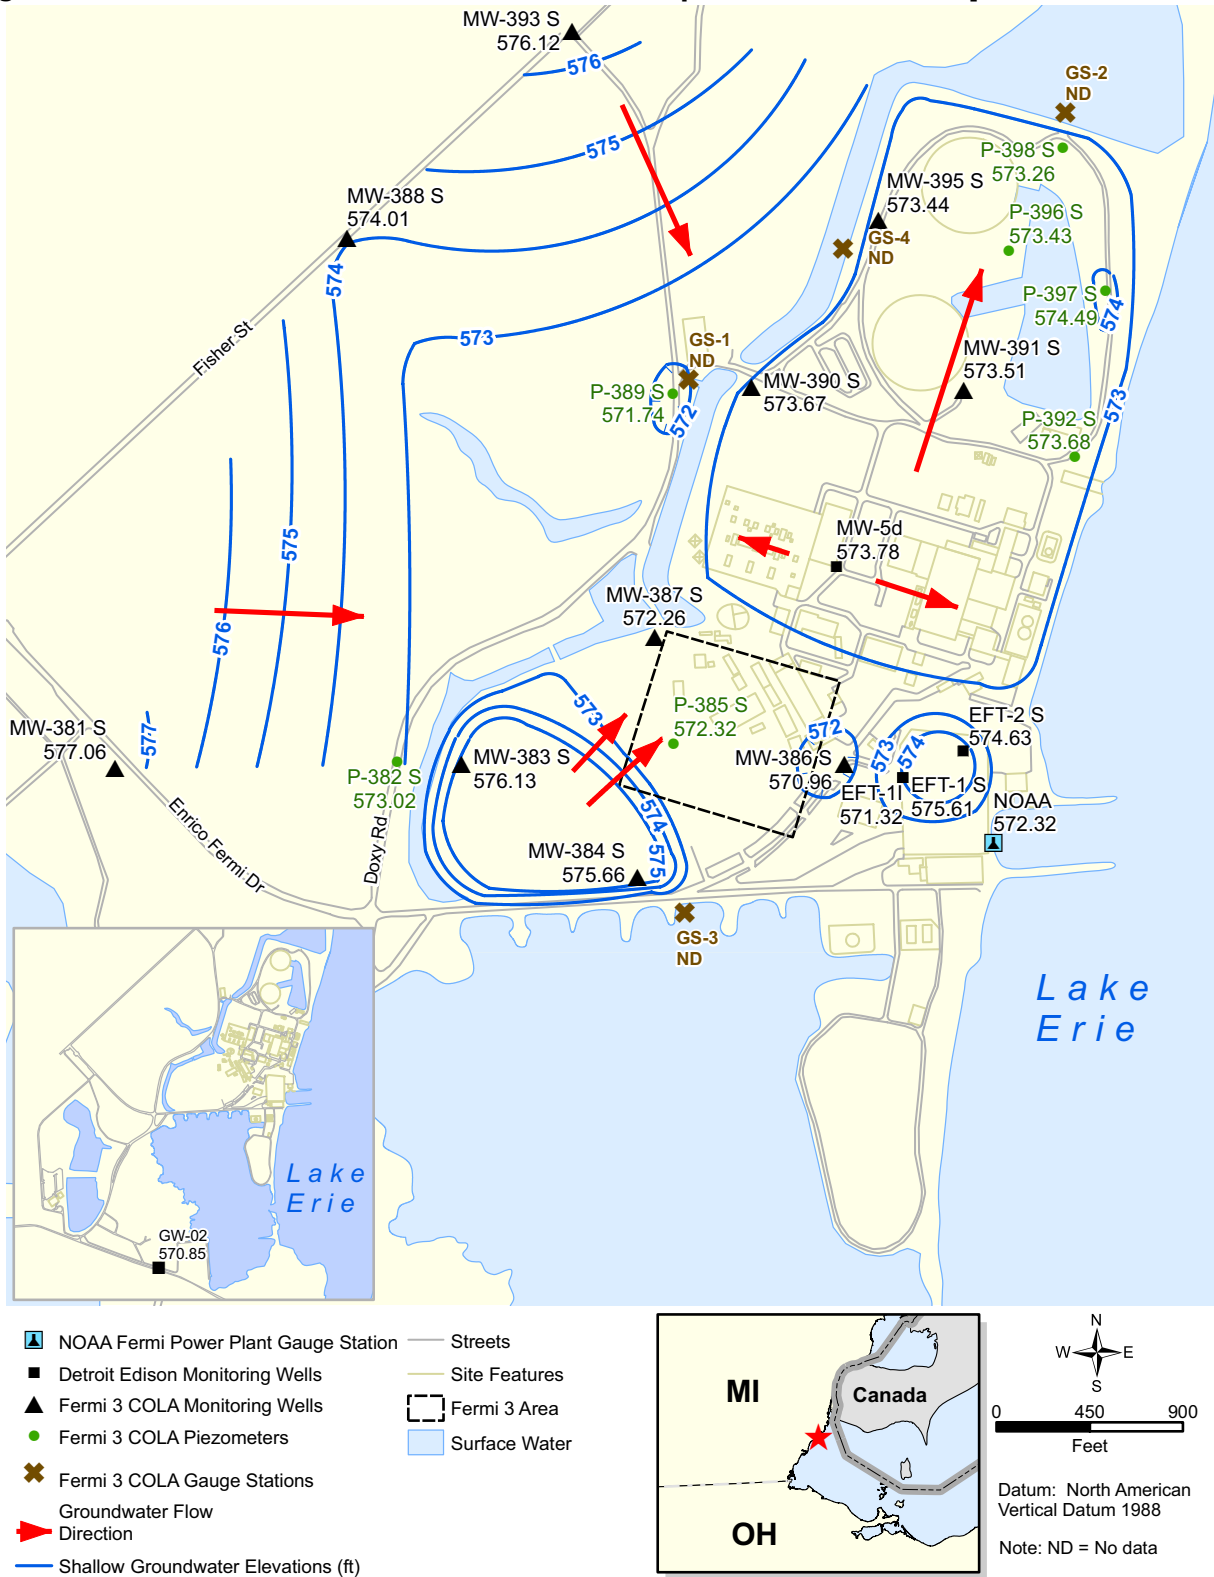 MW-393 S
576.12
576
GS-2
ND
575
P-398 S
573.26
MW-395 S
573.44
MW-388 S
574.01
P-396 S
573.43
GS-4
ND
574
P-397 S
574.49
574
Fisher St
573
GS-1
ND
MW-391 S
573.51
MW-390 S
573.67
P-389 S
571.74
572
573
P-392 S
573.68
575
MW-5d
573.78
MW-387 S
572.26
576
P-385 S
572.32
573
MW-381 S
577.06
577
572
EFT-2 S
574.63
573
574
MW-383 S
576.13
MW-386 S
570.96
P-382 S
573.02
EFT-1I
571.32
EFT-1 S
575.61
NOAA
572.32
574
Enrico Fermi Dr
Doxy Rd
MW-384 S
575.66
575
GS-3
ND
Lake
Erie
Lake
Erie
GW-02
570.85
NOAA Fermi Power Plant Gauge Station
Detroit Edison Monitoring Wells
Fermi 3 COLA Monitoring Wells
Fermi 3 COLA Piezometers
Fermi 3 COLA Gauge Stations
Groundwater Flow
Direction
Shallow Groundwater Elevations (ft)
Streets
Site Features
Fermi 3 Area
Surface Water
MI
Canada
OH
N
W E
S
0 450 900
Feet
Datum: North American
Vertical Datum 1988
Note: ND = No data